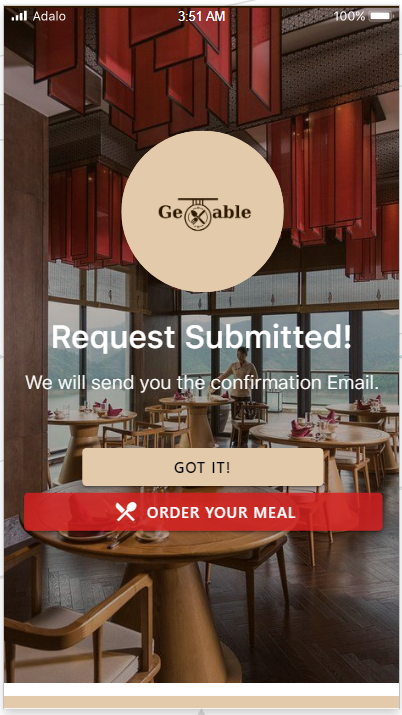 Adalo 3:51 AM 100%
Ge able
Request Submitted!
We will send you the confirmation Email.
GOT IT!
ORDER YOUR MEAL